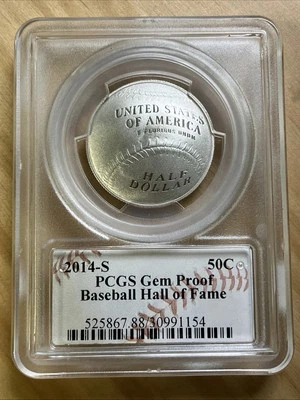 UNITED STATES
OF AMERICA
E PLURIBUS UNUM
HALF
DOLLAR
2014-S 50C
PCGS Gem Proof
Baseball Hall of Fame
525867.88/30991154